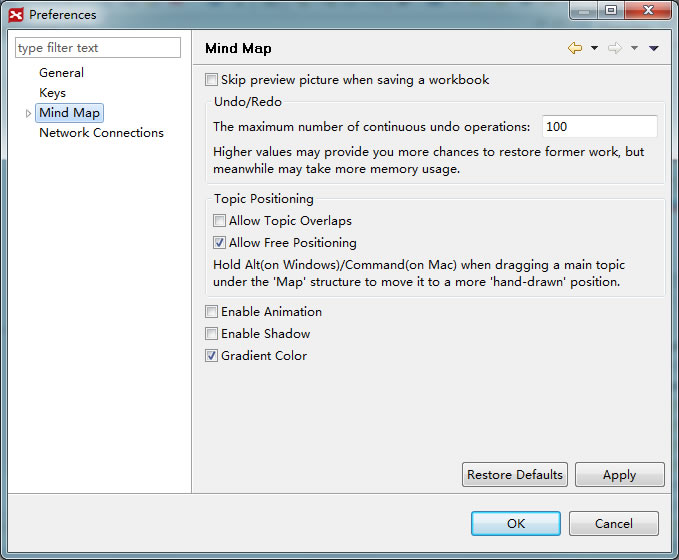 Preferences
type filter text
General
Keys
Mind Map
Network Connections
Mind Map
Skip preview picture when saving a workbook
Undo/Redo
The maximum number of continuous undo operations: 100
Higher values may provide you more chances to restore former work, but
meanwhile may take more memory usage.
Topic Positioning
Allow Topic Overlaps
Allow Free Positioning
Hold Alt(on Windows)/Command(on Mac) when dragging a main topic
under the 'Map' structure to move it to a more 'hand-drawn' position.
Enable Animation
Enable Shadow
Gradient Color
Restore Defaults Apply
OK Cancel